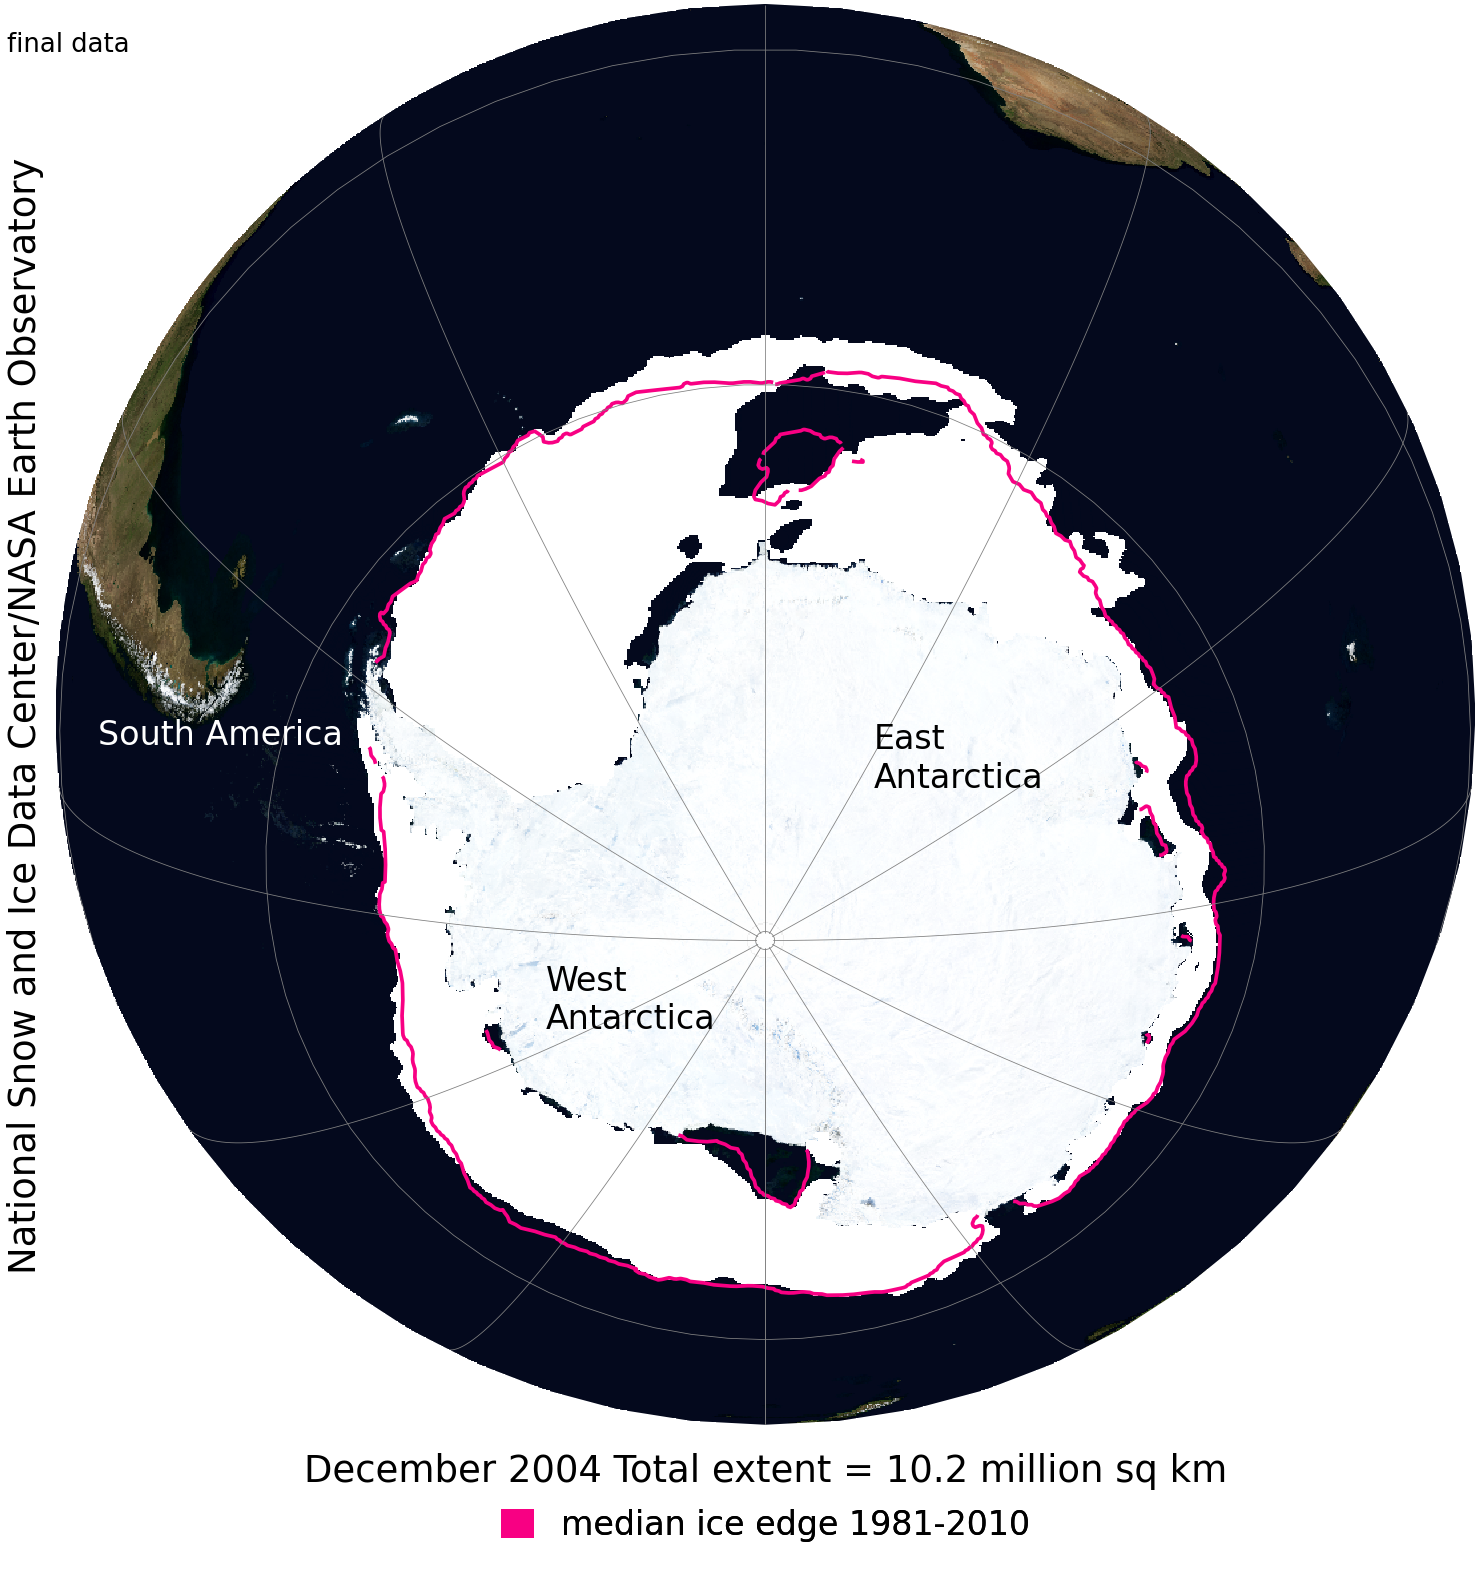 final data
National Snow and Ice Data Center/NASA Earth Observatory
South America
East
Antarctica
West
Antarctica
December 2004 Total extent = 10.2 million sq km
median ice edge 1981-2010